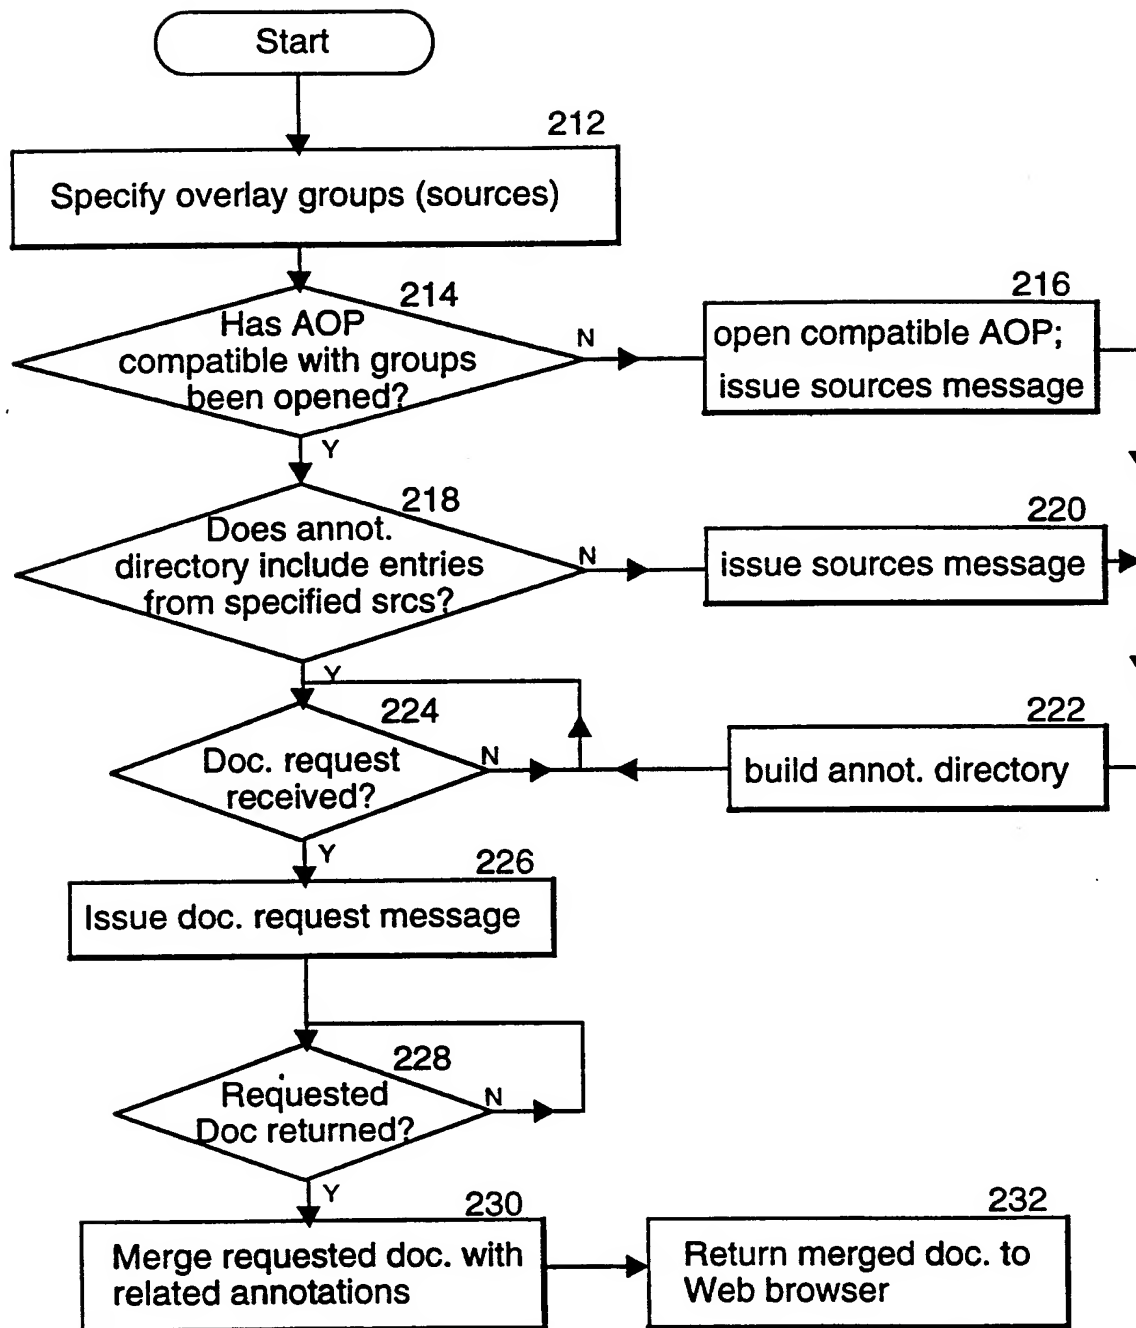 Start
212
Specify overlay groups (sources)
214
Has AOP
compatible with groups
been opened?
N
216
open compatible AOP;
issue sources message
Y
218
Does annot.
directory include entries
from specified srcs?
N
220
issue sources message
Y
224
Doc. request
received?
N
222
build annot. directory
Y
226
Issue doc. request message
228
Requested
Doc returned?
N
Y
230
Merge requested doc. with
related annotations
232
Return merged doc. to
Web browser